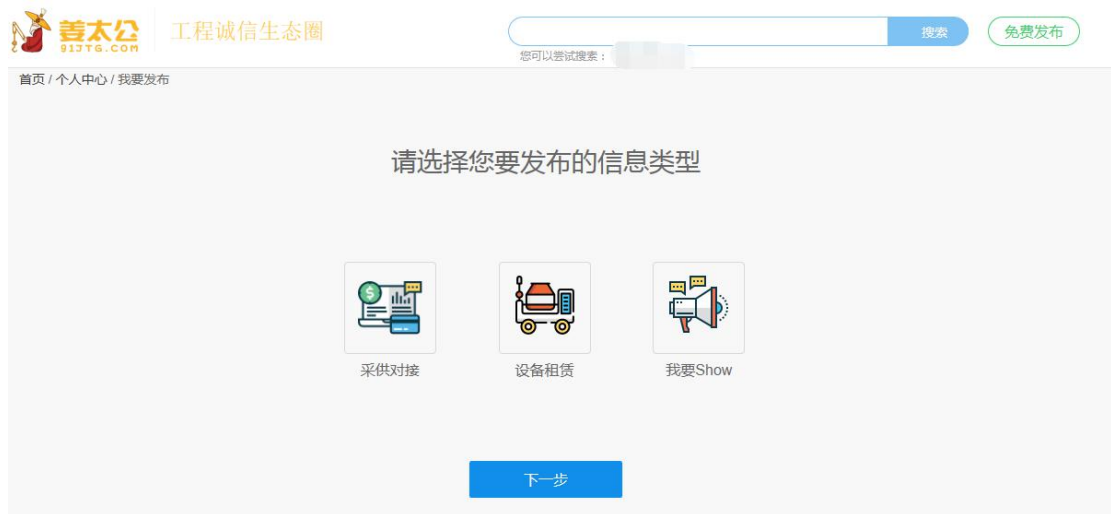 姜太公
91JTG.COM
工程诚信生态圈
搜索
免费发布
您可以尝试搜索：
首页 / 个人中心 / 我要发布
请选择您要发布的信息类型
采供对接
设备租赁
我要Show
下一步